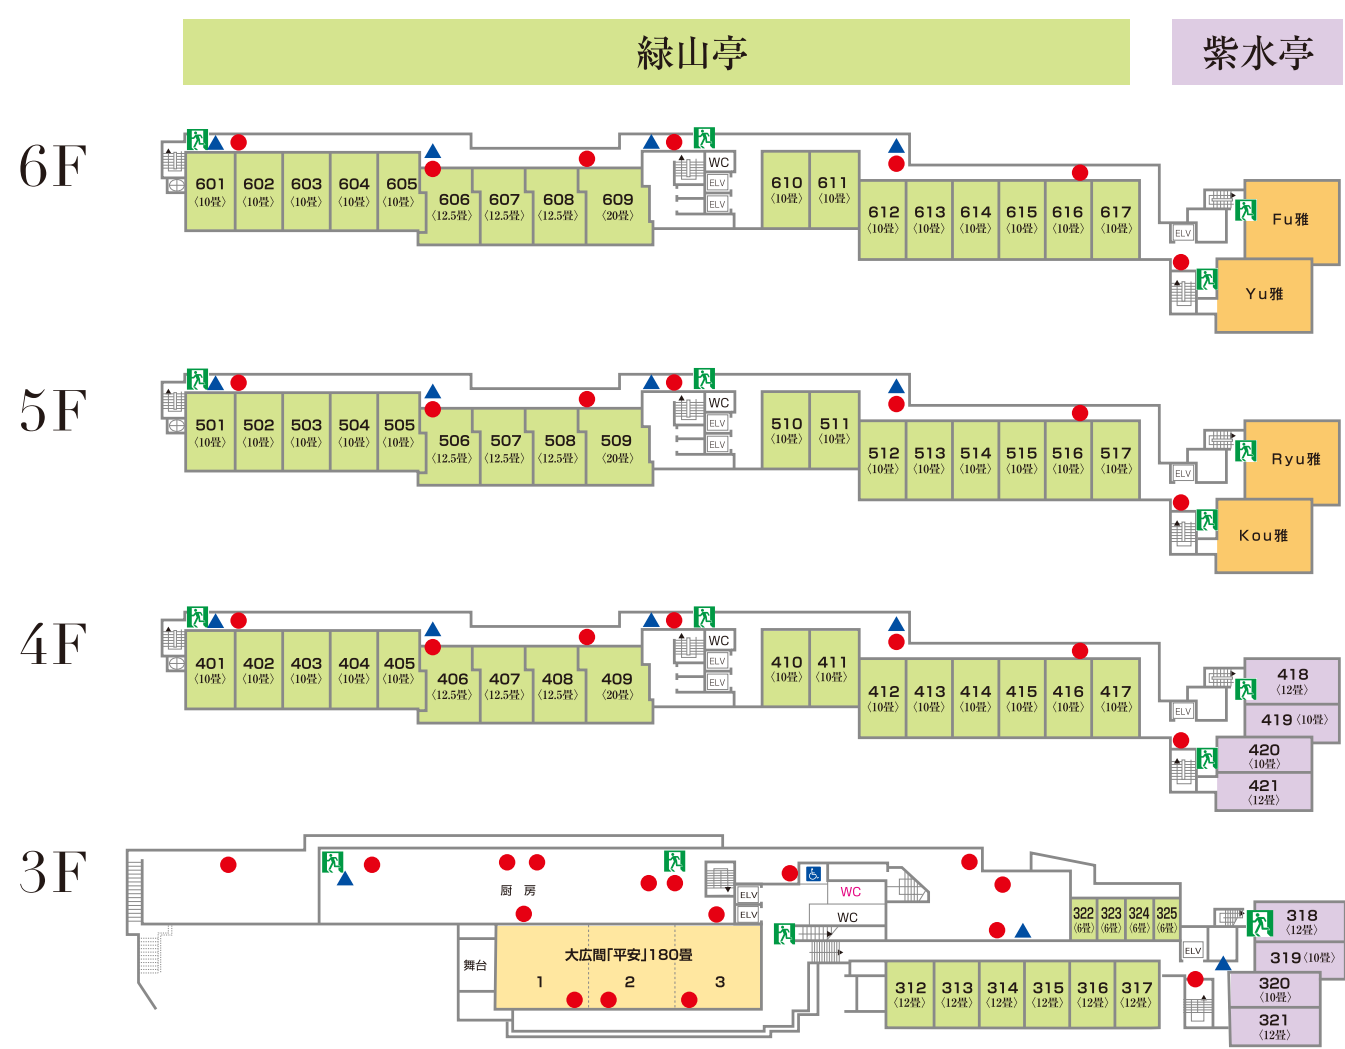 緑山亭
紫水亭
6F
601
〈10畳〉
602
〈10畳〉
603
〈10畳〉
604
〈10畳〉
605
〈10畳〉
606
〈12.5畳〉
607
〈12.5畳〉
608
〈12.5畳〉
609
〈20畳〉
WC
ELV
ELV
610
〈10畳〉
611
〈10畳〉
612
〈10畳〉
613
〈10畳〉
614
〈10畳〉
615
〈10畳〉
616
〈10畳〉
617
〈10畳〉
ELV
Fu雅
Yu雅
5F
501
〈10畳〉
502
〈10畳〉
503
〈10畳〉
504
〈10畳〉
505
〈10畳〉
506
〈12.5畳〉
507
〈12.5畳〉
508
〈12.5畳〉
509
〈20畳〉
WC
ELV
ELV
510
〈10畳〉
511
〈10畳〉
512
〈10畳〉
513
〈10畳〉
514
〈10畳〉
515
〈10畳〉
516
〈10畳〉
517
〈10畳〉
ELV
Ryu雅
Kou雅
4F
401
〈10畳〉
402
〈10畳〉
403
〈10畳〉
404
〈10畳〉
405
〈10畳〉
406
〈12.5畳〉
407
〈12.5畳〉
408
〈12.5畳〉
409
〈20畳〉
WC
ELV
ELV
410
〈10畳〉
411
〈10畳〉
412
〈10畳〉
413
〈10畳〉
414
〈10畳〉
415
〈10畳〉
416
〈10畳〉
417
〈10畳〉
ELV
418
〈12畳〉
419〈10畳〉
420
〈10畳〉
421
〈12畳〉
3F
厨房
ELV
ELV
WC
WC
舞台
大広間「平安」180畳
1
2
3
322
〈6畳〉
323
〈6畳〉
324
〈6畳〉
325
〈6畳〉
312
〈12畳〉
313
〈12畳〉
314
〈12畳〉
315
〈12畳〉
316
〈12畳〉
317
〈12畳〉
ELV
318
〈12畳〉
319〈10畳〉
320
〈10畳〉
321
〈12畳〉